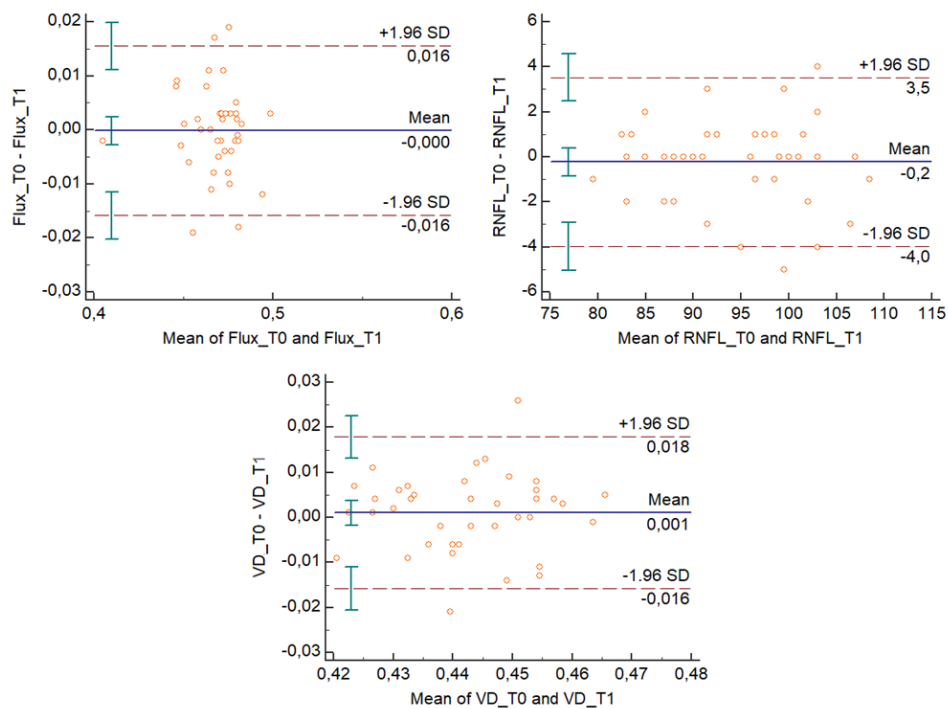 0,02
0,01
0,00
-0,01
-0,02
-0,03
Flux_T0 - Flux_T1
+1.96 SD
0,016
Mean
-0,000
-1.96 SD
-0,016
0,4
0,5
0,6
Mean of Flux_T0 and Flux_T1
6
4
2
0
-2
-4
-6
RNFL_T0 - RNFL_T1
+1.96 SD
3,5
Mean
-0,2
-1.96 SD
-4,0
75 80 85 90 95 100 105 110 115
Mean of RNFL_T0 and RNFL_T1
0,03
0,02
0,01
0,00
-0,01
-0,02
-0,03
VD_T0 - VD_T1
+1.96 SD
0,018
Mean
0,001
-1.96 SD
-0,016
0,42 0,43 0,44 0,45 0,46 0,47 0,48
Mean of VD_T0 and VD_T1